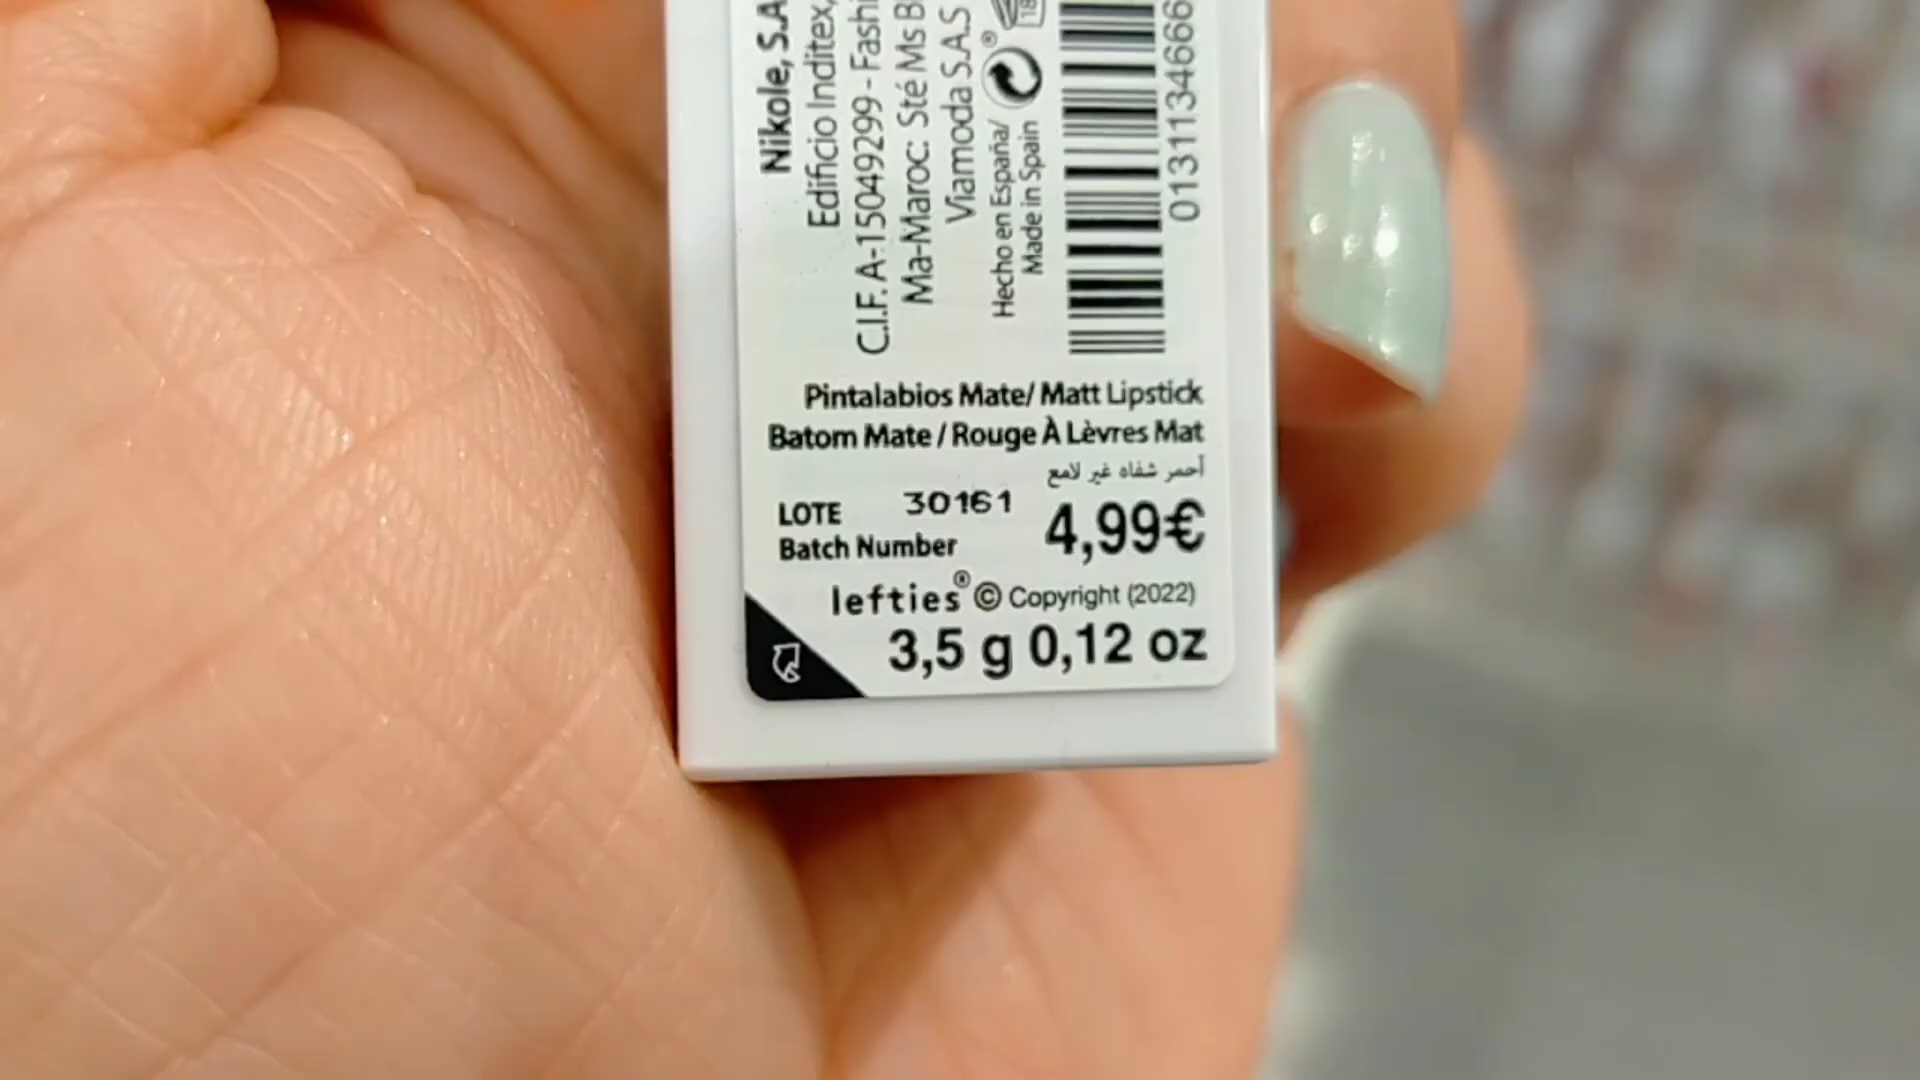 Nikole, S.A
Edificio Inditex,
C.I.F. A-15049299 - Fashi
Ma-Maroc: Sté Ms B
Viamoda S.A.S
Hecho en España/
Made in Spain
18
013113466
Pintalabios Mate/ Matt Lipstick
Batom Mate / Rouge À Lèvres Mat
أحمر شفاه غير لامع
LOTE 30161
Batch Number
4,99€
lefties® © Copyright (2022)
3,5 g 0,12 oz